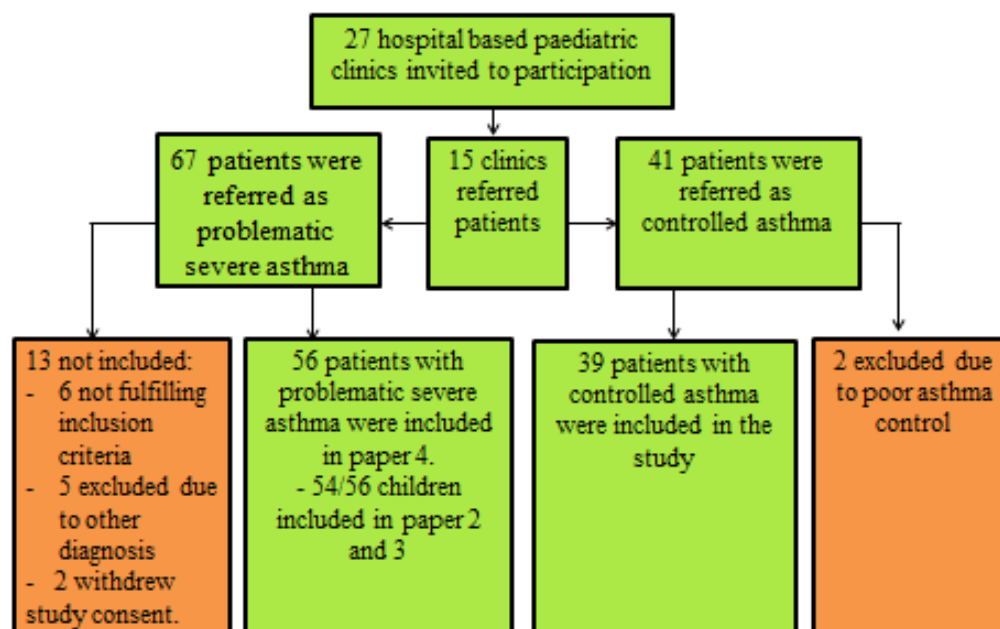 27 hospital based paediatric
clinics invited to participation
67 patients were
referred as
problematic
severe asthma
15 clinics
referred
patients
41 patients were
referred as
controlled asthma
13 not included:
- 6 not fulfilling
inclusion
criteria
- 5 excluded due
to other
diagnosis
- 2 withdrew
study consent.
56 patients with
problematic severe
asthma were included
in paper 4.
- 54/56 children
included in paper 2
and 3
39 patients with
controlled asthma
were included in the
study
2 excluded due
to poor asthma
control